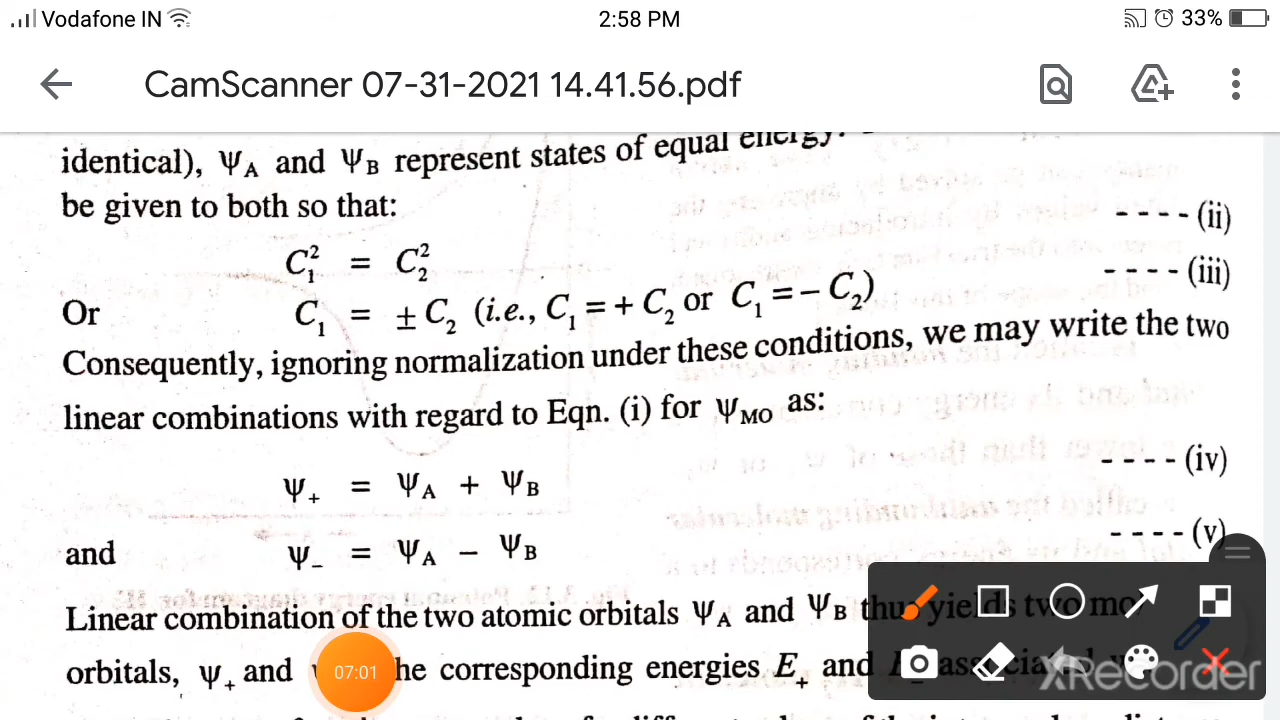 Vodafone IN 2:58 PM 33%
CamScanner 07-31-2021 14.41.56.pdf
identical), ΨA and ΨB represent states of equal energy.
be given to both so that:
C₁² = C₂² - - - - (ii)
Or C₁ = ± C₂ (i.e., C₁ = + C₂ or C₁ = – C₂) - - - - (iii)
Consequently, ignoring normalization under these conditions, we may write the two
linear combinations with regard to Eqn. (i) for ΨMO as:
Ψ₊ = ΨA + ΨB - - - - (iv)
and Ψ₋ = ΨA – ΨB - - - - (v)
Linear combination of the two atomic orbitals ΨA and ΨB thus yields two
orbitals, Ψ₊ and he corresponding energies E₊ and
07:01
XRecorder